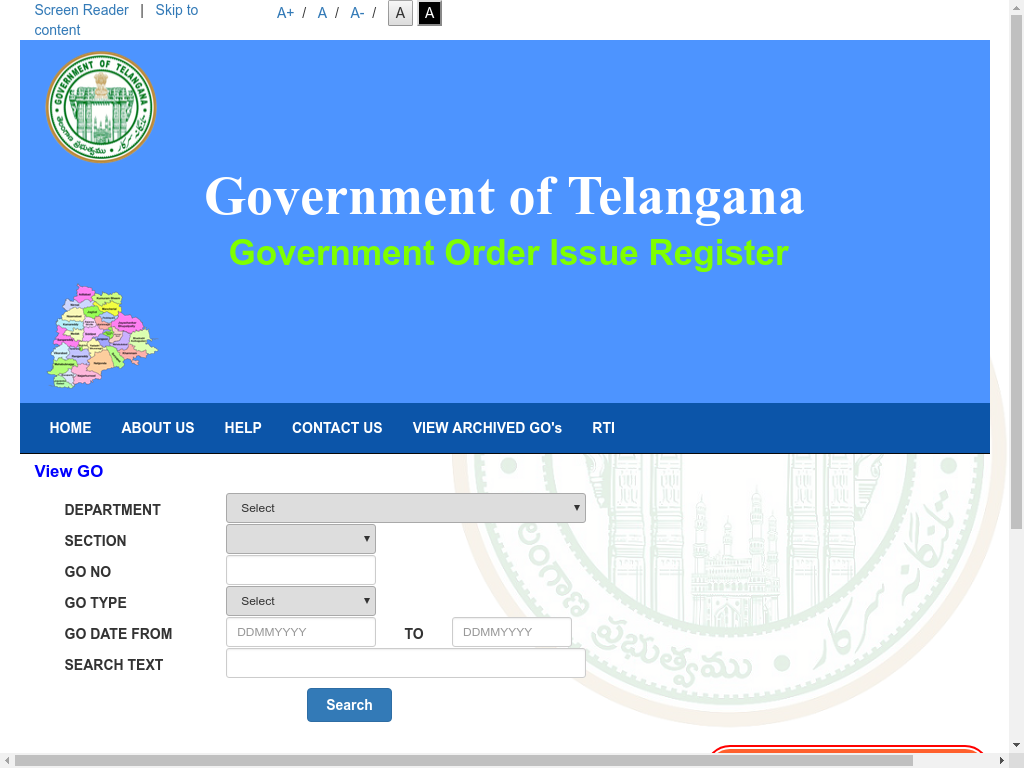 Screen Reader | Skip to content
A+ / A / A- / A A
GOVERNMENT OF TELANGANA
తెలంగాణ ప్రభుత్వము
Government of Telangana
Government Order Issue Register
HOME ABOUT US HELP CONTACT US VIEW ARCHIVED GO's RTI
View GO
DEPARTMENT Select
SECTION
GO NO
GO TYPE Select
GO DATE FROM DDMMYYYY TO DDMMYYYY
SEARCH TEXT
Search